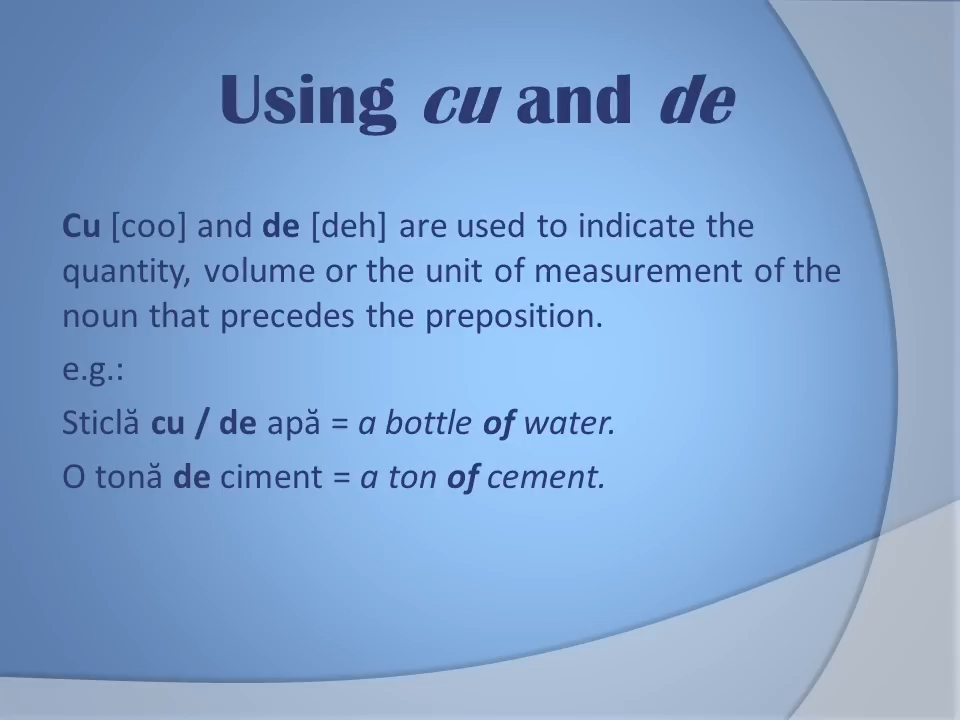 Using cu and de
Cu [coo] and de [deh] are used to indicate the
quantity, volume or the unit of measurement of the
noun that precedes the preposition.
e.g.:
Sticlă cu / de apă = a bottle of water.
O tonă de ciment = a ton of cement.